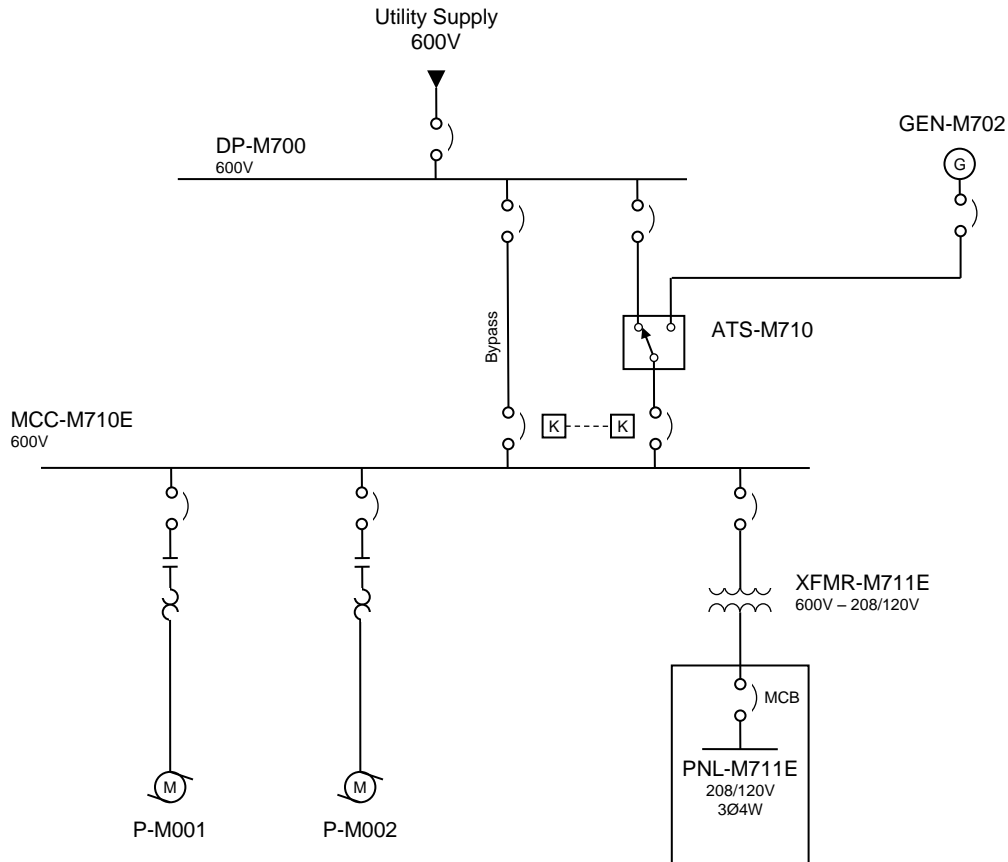 Utility Supply
600V
DP-M700
600V
GEN-M702
G
Bypass
ATS-M710
MCC-M710E
600V
K
K
XFMR-M711E
600V – 208/120V
MCB
PNL-M711E
208/120V
3Ø4W
M
M
P-M001
P-M002